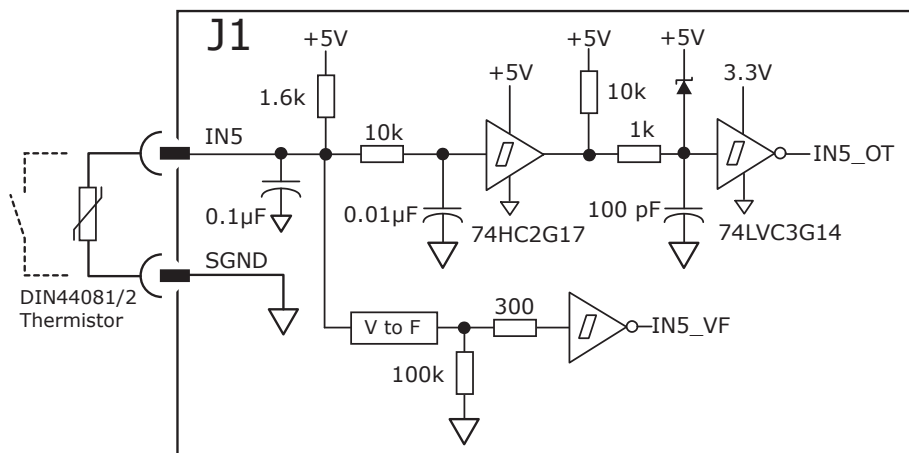 J1
+5V
+5V
+5V
+5V
3.3V
1.6k
10k
10k
1k
IN5
IN5_OT
0.1µF
0.01µF
74HC2G17
100 pF
74LVC3G14
SGND
DIN44081/2
Thermistor
V to F
300
IN5_VF
100k